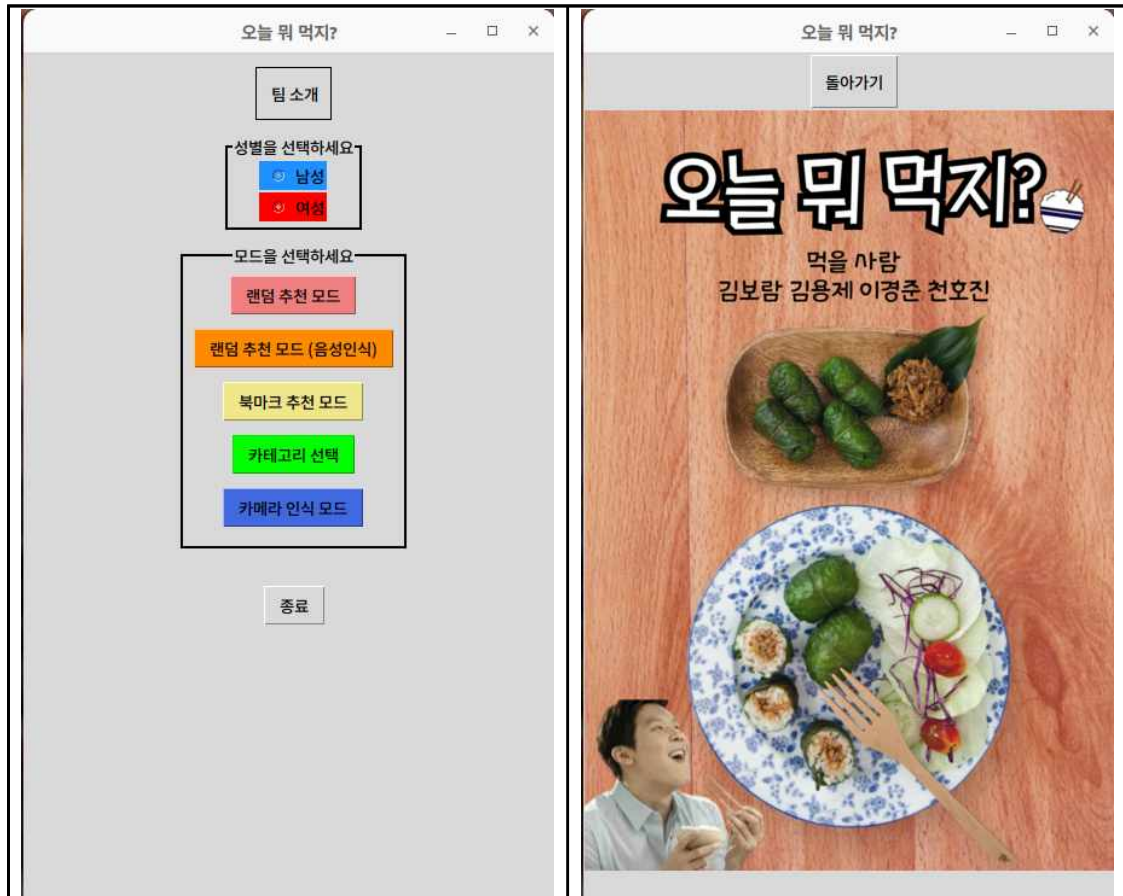 오늘 뭐 먹지?
팀 소개
성별을 선택하세요
남성
여성
모드을 선택하세요
랜덤 추천 모드
랜덤 추천 모드 (음성인식)
북마크 추천 모드
카테고리 선택
카메라 인식 모드
종료
오늘 뭐 먹지?
돌아가기
오늘 뭐 먹지?
먹을 사람
김보람 김용제 이경준 천호진